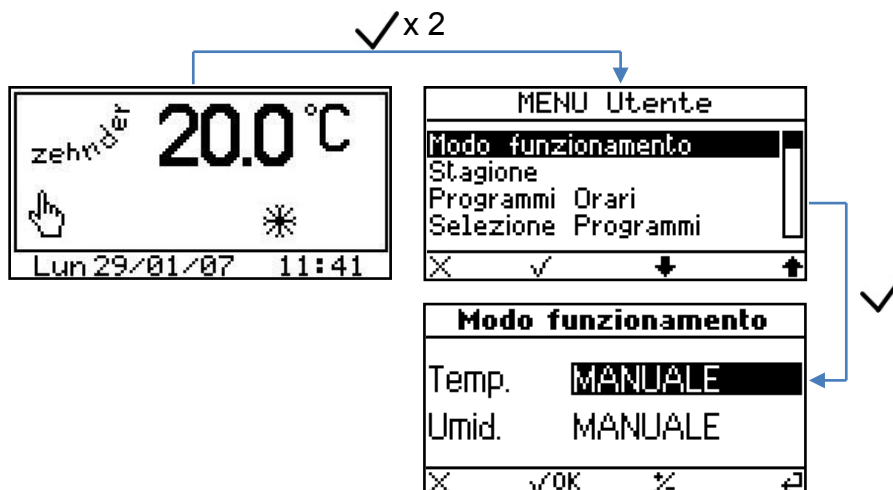 x 2
zehnder 20.0 °C
Lun 29/01/07 11:41
MENU Utente
Modo funzionamento
Stagione
Programmi Orari
Selezione Programmi
Modo funzionamento
Temp. MANUALE
Umid. MANUALE
OK +/-